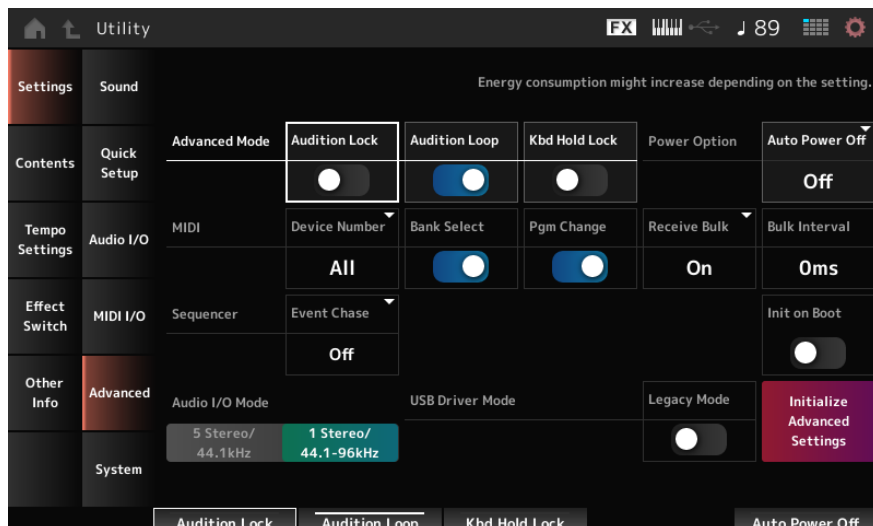 Utility
FX
89
Settings
Sound
Energy consumption might increase depending on the setting.
Contents
Quick
Setup
Advanced Mode
Audition Lock
Audition Loop
Kbd Hold Lock
Power Option
Auto Power Off
Off
Tempo
Settings
Audio I/O
MIDI
Device Number
Bank Select
Pgm Change
Receive Bulk
Bulk Interval
All
On
0ms
Effect
Switch
MIDI I/O
Sequencer
Event Chase
Init on Boot
Off
Other
Info
Advanced
Audio I/O Mode
USB Driver Mode
Legacy Mode
Initialize
Advanced
Settings
5 Stereo/
44.1kHz
1 Stereo/
44.1-96kHz
System
Audition Lock
Audition Loop
Kbd Hold Lock
Auto Power Off